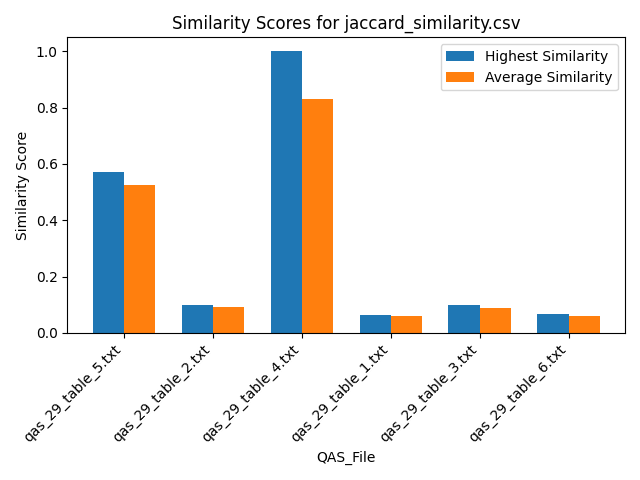 Similarity Scores for jaccard_similarity.csv
Highest Similarity
Average Similarity
Similarity Score
1.0
0.8
0.6
0.4
0.2
0.0
qas_29_table_5.txt
qas_29_table_2.txt
qas_29_table_4.txt
qas_29_table_1.txt
qas_29_table_3.txt
qas_29_table_6.txt
QAS_File